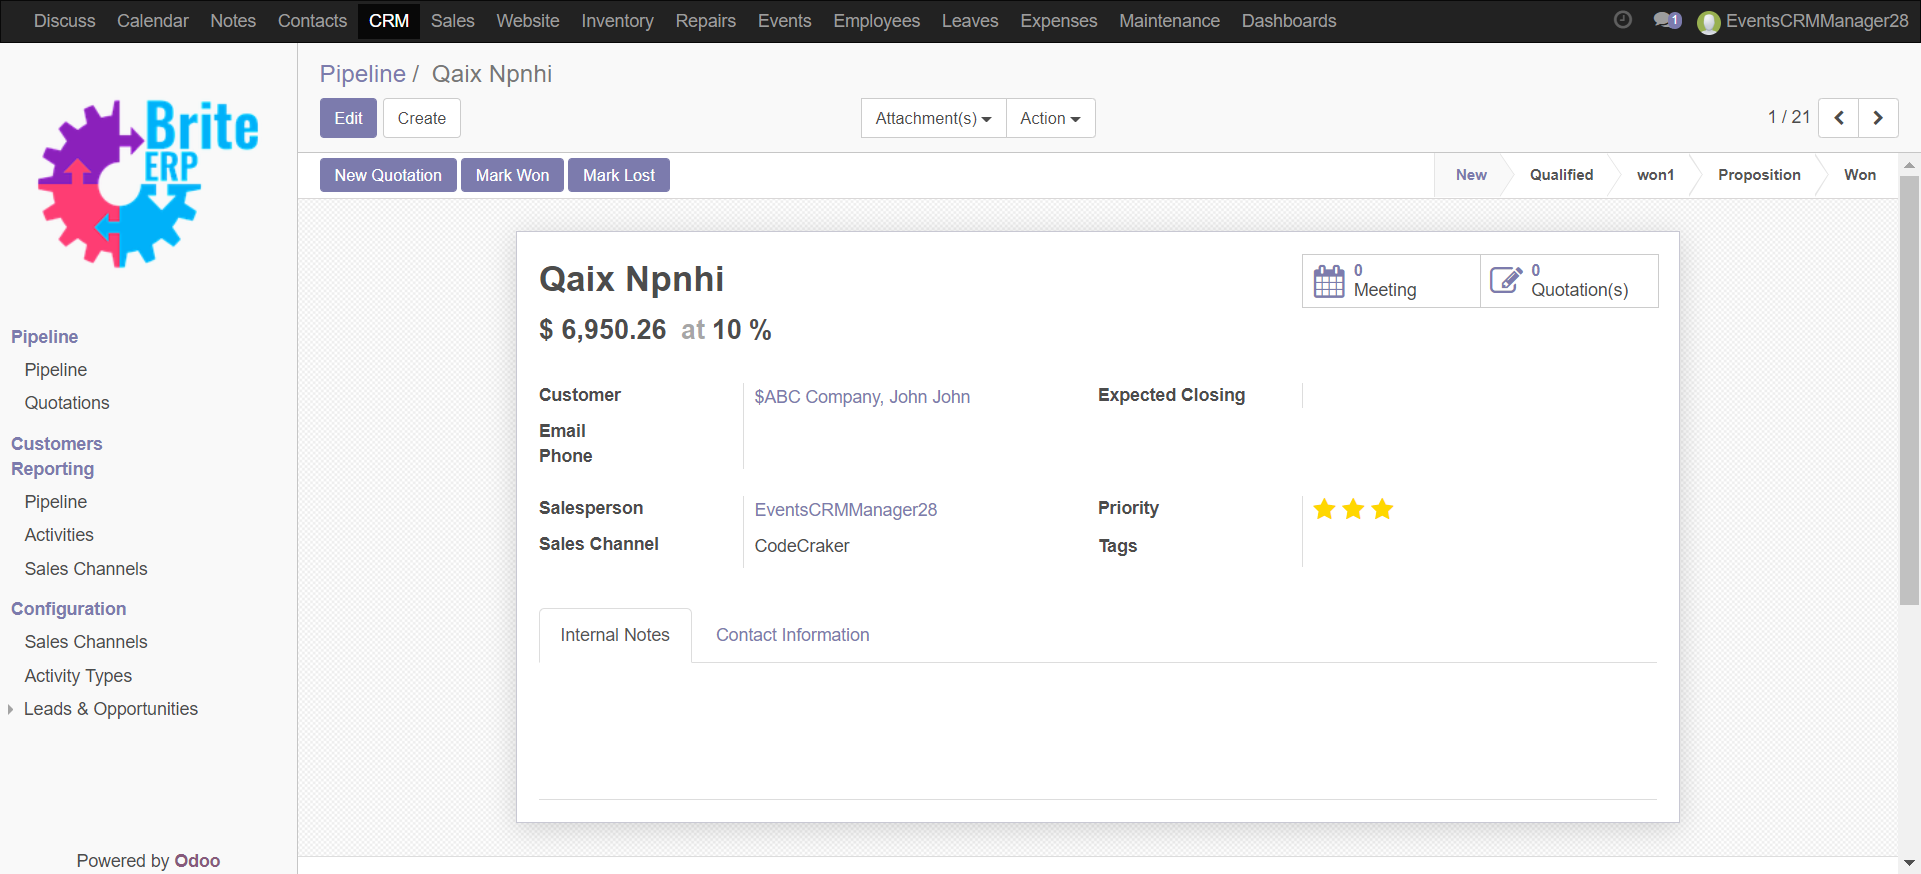 Discuss Calendar Notes Contacts CRM Sales Website Inventory Repairs Events Employees Leaves Expenses Maintenance Dashboards 1 EventsCRMManager28
Brite
ERP
Pipeline
Pipeline
Quotations
Customers
Reporting
Pipeline
Activities
Sales Channels
Configuration
Sales Channels
Activity Types
Leads & Opportunities
Powered by Odoo
Pipeline / Qaix Npnhi
Edit Create Attachment(s) Action 1 / 21
New Quotation Mark Won Mark Lost New Qualified won1 Proposition Won
Qaix Npnhi
0
Meeting
0
Quotation(s)
$ 6,950.26 at 10 %
Customer $ABC Company, John John Expected Closing
Email
Phone
Salesperson EventsCRMManager28 Priority
Sales Channel CodeCraker Tags
Internal Notes Contact Information